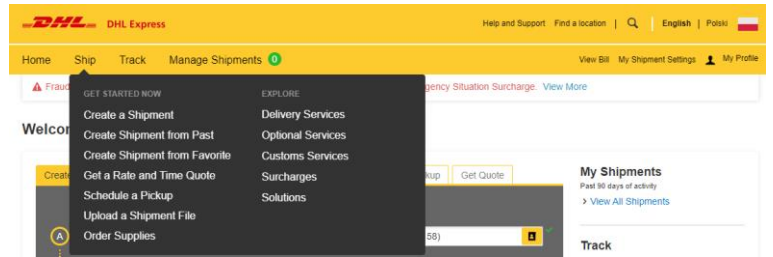 DHL DHL Express Help and Support Find a location | English | Polski
Home Ship Track Manage Shipments 0 View Bill My Shipment Settings My Profile
Fraud gency Situation Surcharge. View More
GET STARTED NOW EXPLORE
Create a Shipment Delivery Services
Create Shipment from Past Optional Services
Create Shipment from Favorite Customs Services
Get a Rate and Time Quote Surcharges
Schedule a Pickup Solutions
Upload a Shipment File
Order Supplies
Welcor
Create kup Get Quote
A 58)
My Shipments
Past 90 days of activity
View All Shipments
Track